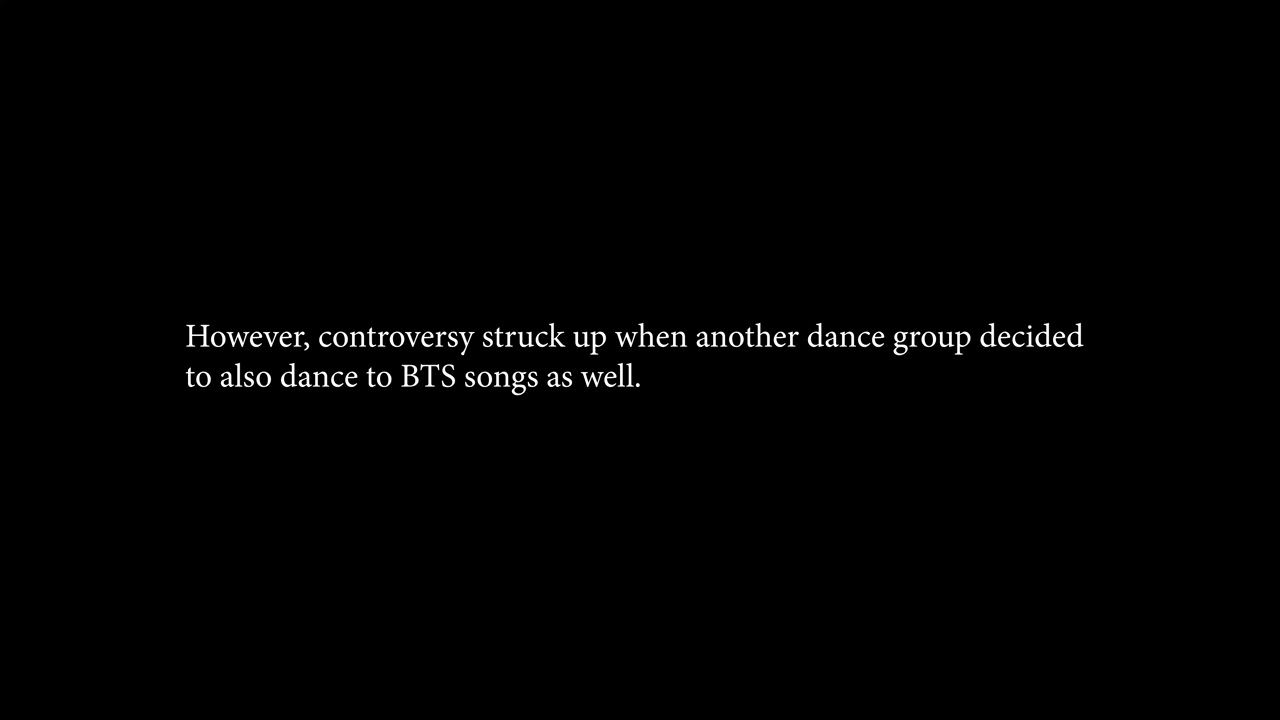 However, controversy struck up when another dance group decided
to also dance to BTS songs as well.